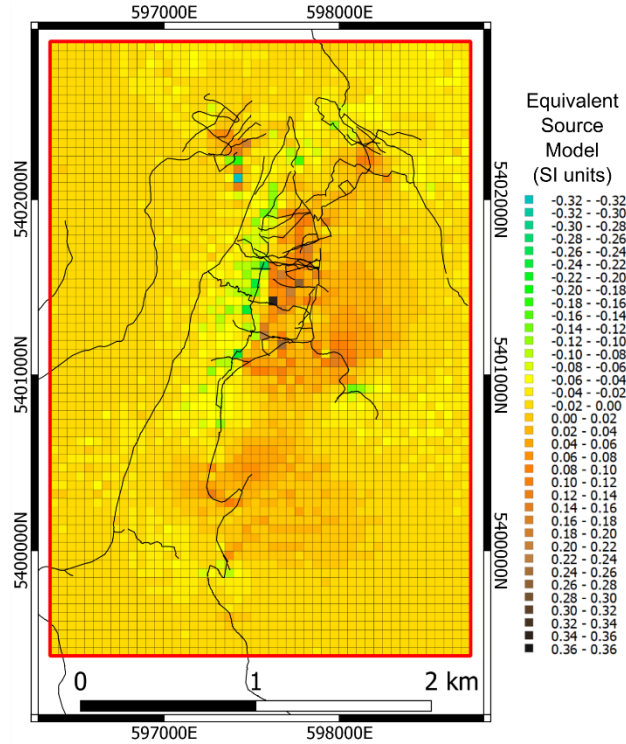 597000E 598000E
5402000N
5401000N
5400000N
5402000N
5401000N
5400000N
0 1 2 km
597000E 598000E
Equivalent
Source
Model
(SI units)
-0.32 - -0.32
-0.32 - -0.30
-0.30 - -0.28
-0.28 - -0.26
-0.26 - -0.24
-0.24 - -0.22
-0.22 - -0.20
-0.20 - -0.18
-0.18 - -0.16
-0.16 - -0.14
-0.14 - -0.12
-0.12 - -0.10
-0.10 - -0.08
-0.08 - -0.06
-0.06 - -0.04
-0.04 - -0.02
-0.02 - 0.00
0.00 - 0.02
0.02 - 0.04
0.04 - 0.06
0.06 - 0.08
0.08 - 0.10
0.10 - 0.12
0.12 - 0.14
0.14 - 0.16
0.16 - 0.18
0.18 - 0.20
0.20 - 0.22
0.22 - 0.24
0.24 - 0.26
0.26 - 0.28
0.28 - 0.30
0.30 - 0.32
0.32 - 0.34
0.34 - 0.36
0.36 - 0.36